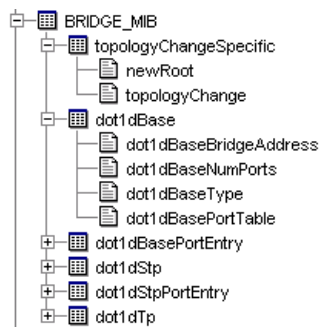 BRIDGE_MIB
topologyChangeSpecific
newRoot
topologyChange
dot1dBase
dot1dBaseBridgeAddress
dot1dBaseNumPorts
dot1dBaseType
dot1dBasePortTable
dot1dBasePortEntry
dot1dStp
dot1dStpPortEntry
dot1dTp